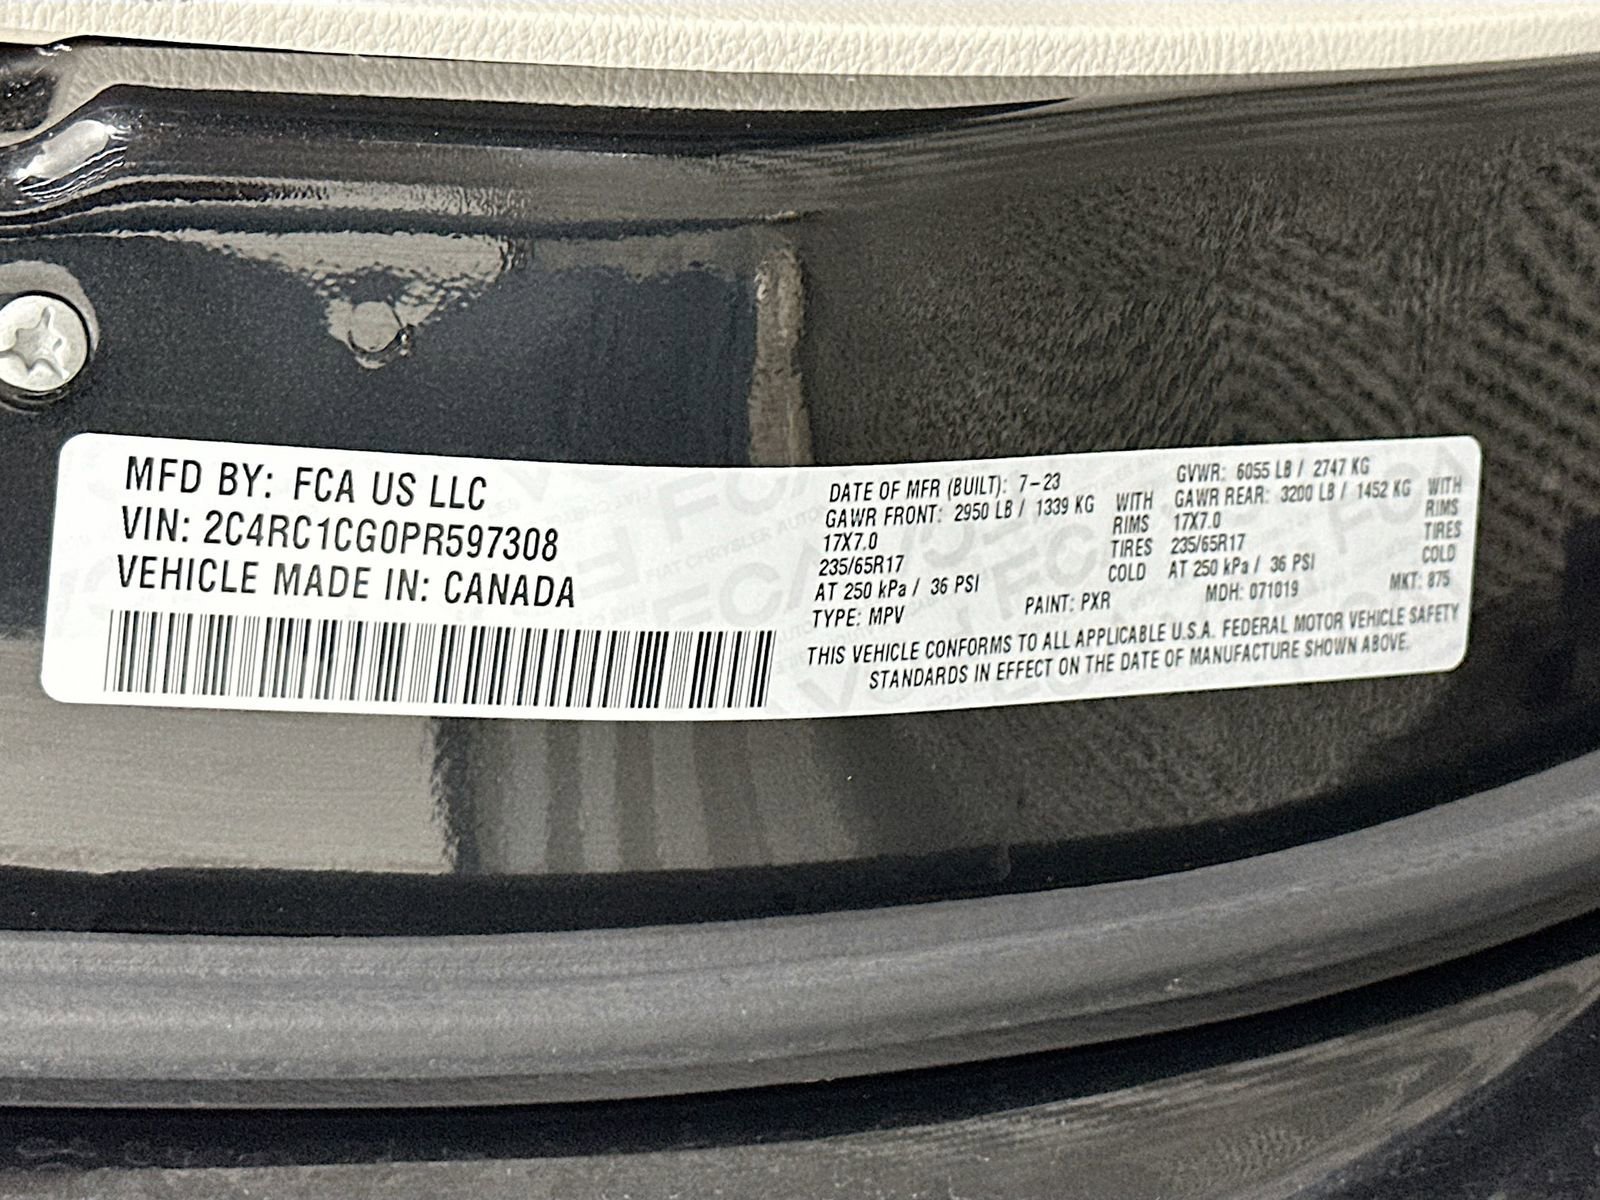 MFD BY: FCA US LLC
VIN: 2C4RC1CG0PR597308
VEHICLE MADE IN: CANADA
DATE OF MFR (BUILT): 7-23
GAWR FRONT: 2950 LB / 1339 KG WITH
17X7.0 RIMS
235/65R17 TIRES
AT 250 kPa / 36 PSI COLD
TYPE: MPV PAINT: PXR
GVWR: 6055 LB / 2747 KG
GAWR REAR: 3200 LB / 1452 KG WITH
17X7.0 RIMS
235/65R17 TIRES
AT 250 kPa / 36 PSI COLD
MDH: 071019 MKT: 875
THIS VEHICLE CONFORMS TO ALL APPLICABLE U.S.A. FEDERAL MOTOR VEHICLE SAFETY
STANDARDS IN EFFECT ON THE DATE OF MANUFACTURE SHOWN ABOVE.